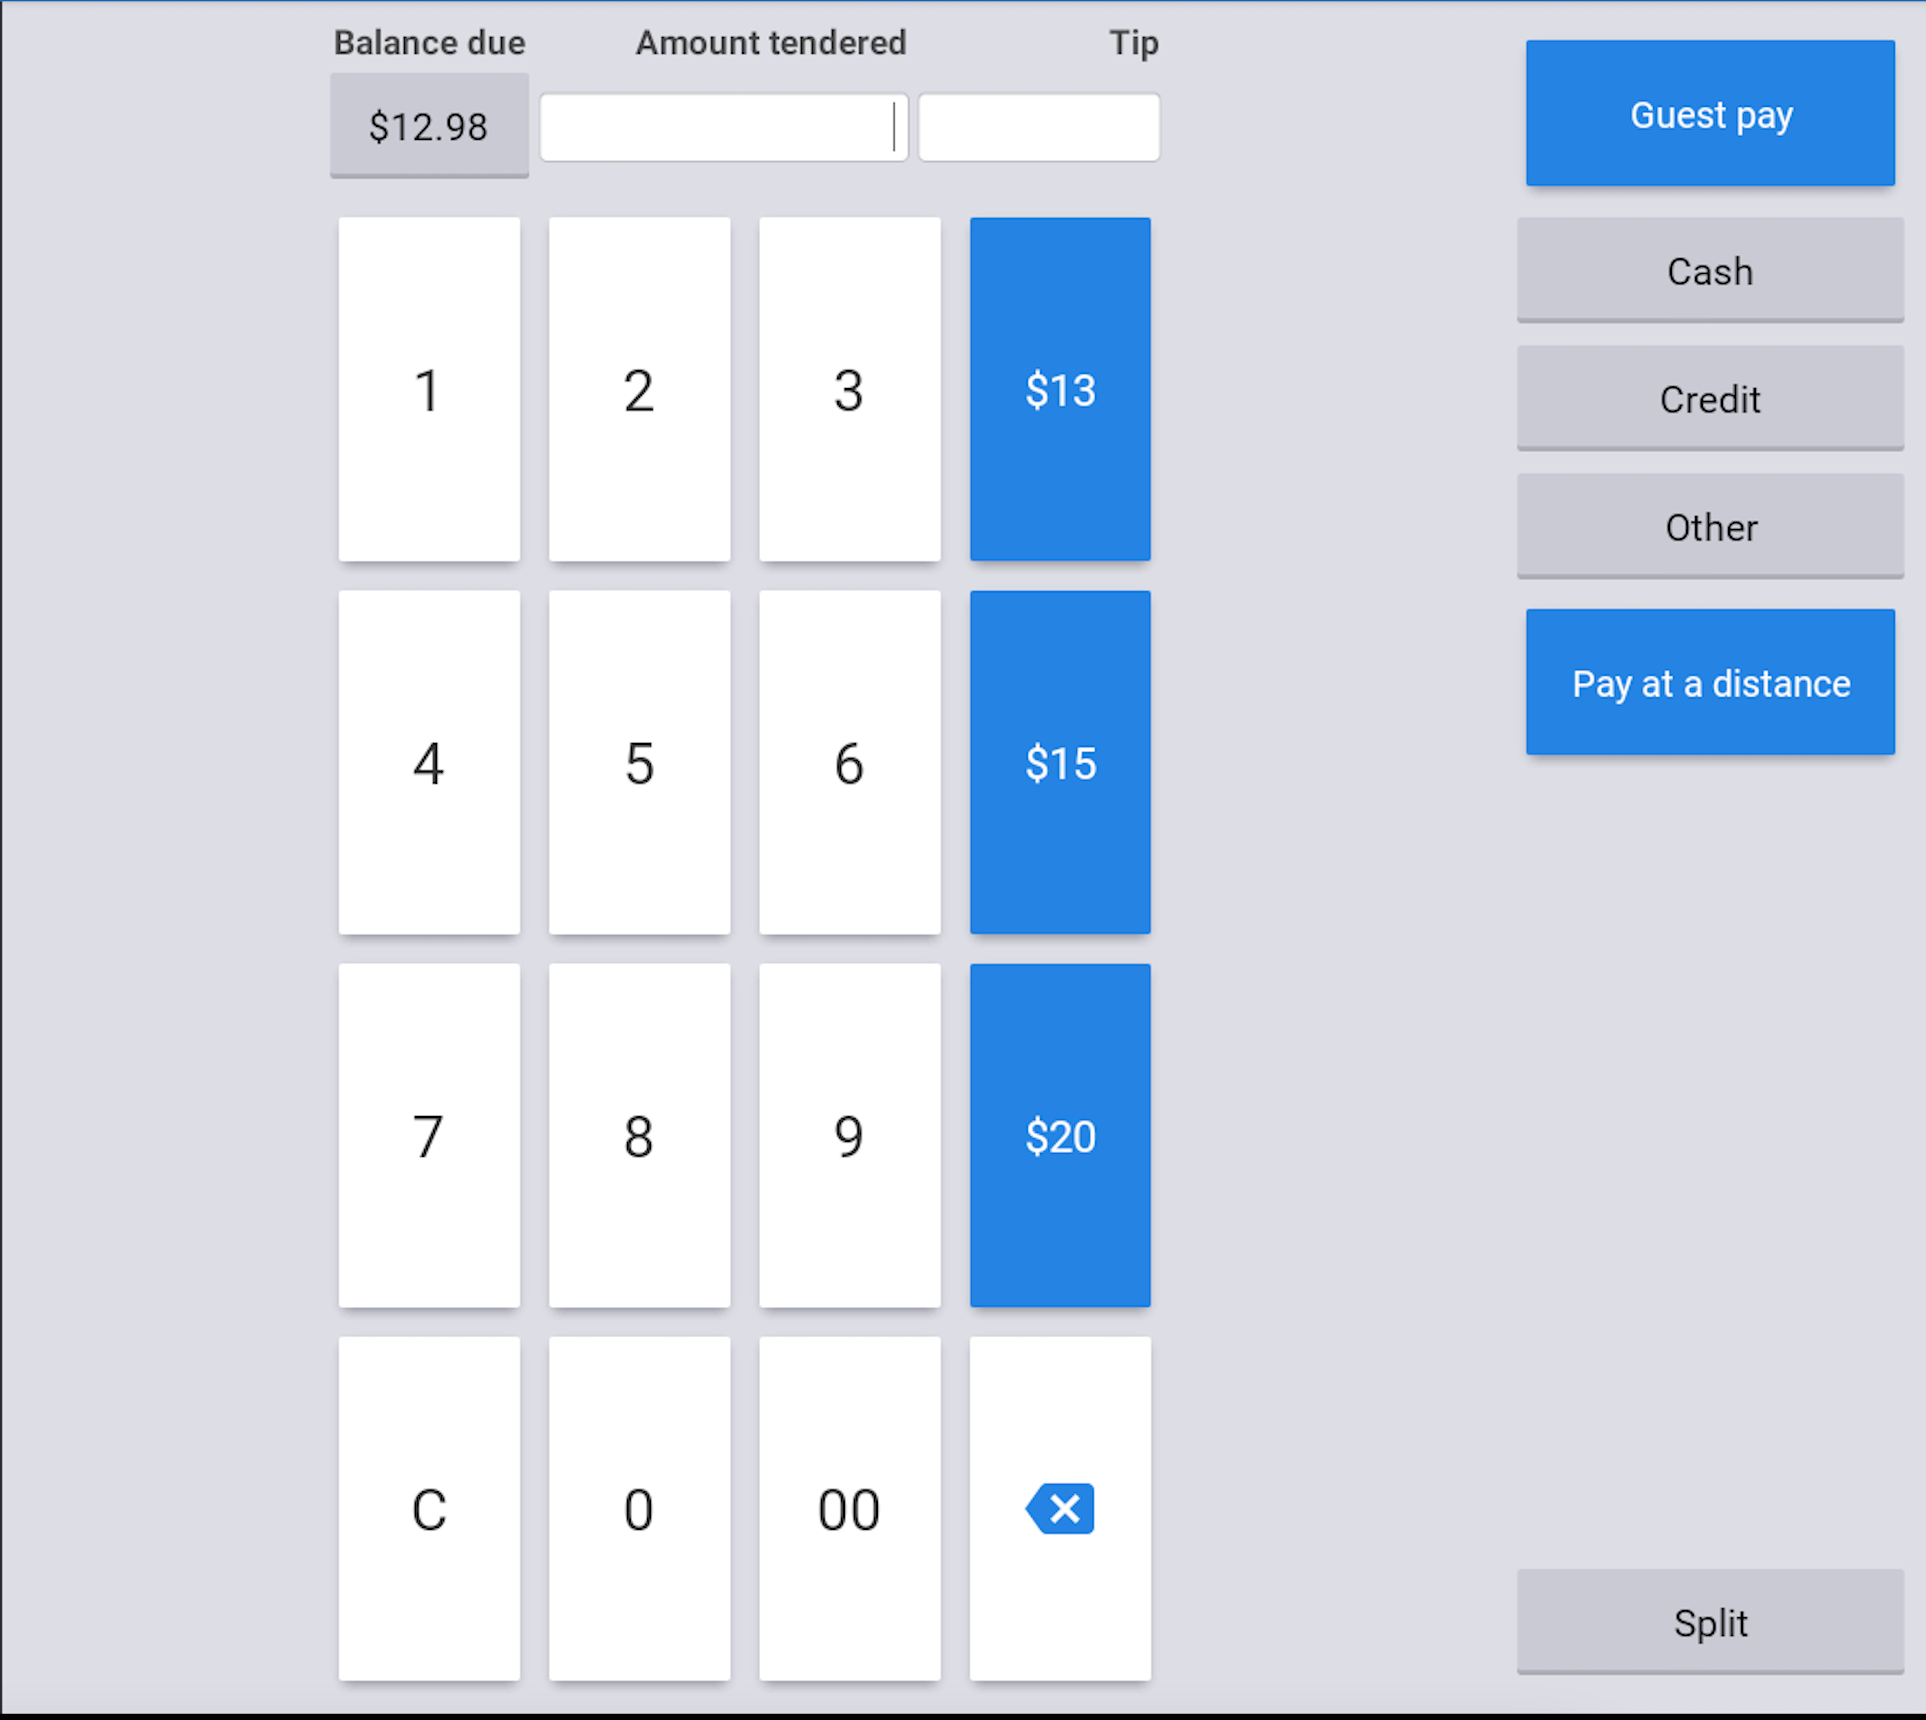 Balance due
Amount tendered
Tip
$12.98
1
2
3
$13
4
5
6
$15
7
8
9
$20
C
0
00
Guest pay
Cash
Credit
Other
Pay at a distance
Split